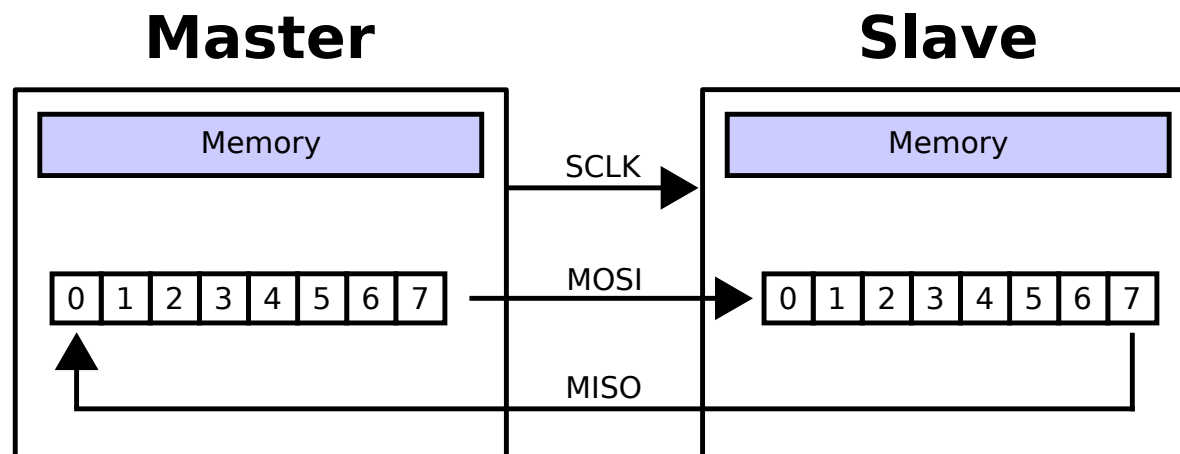 Master Slave
Memory Memory
SCLK
0 1 2 3 4 5 6 7 MOSI 0 1 2 3 4 5 6 7
MISO